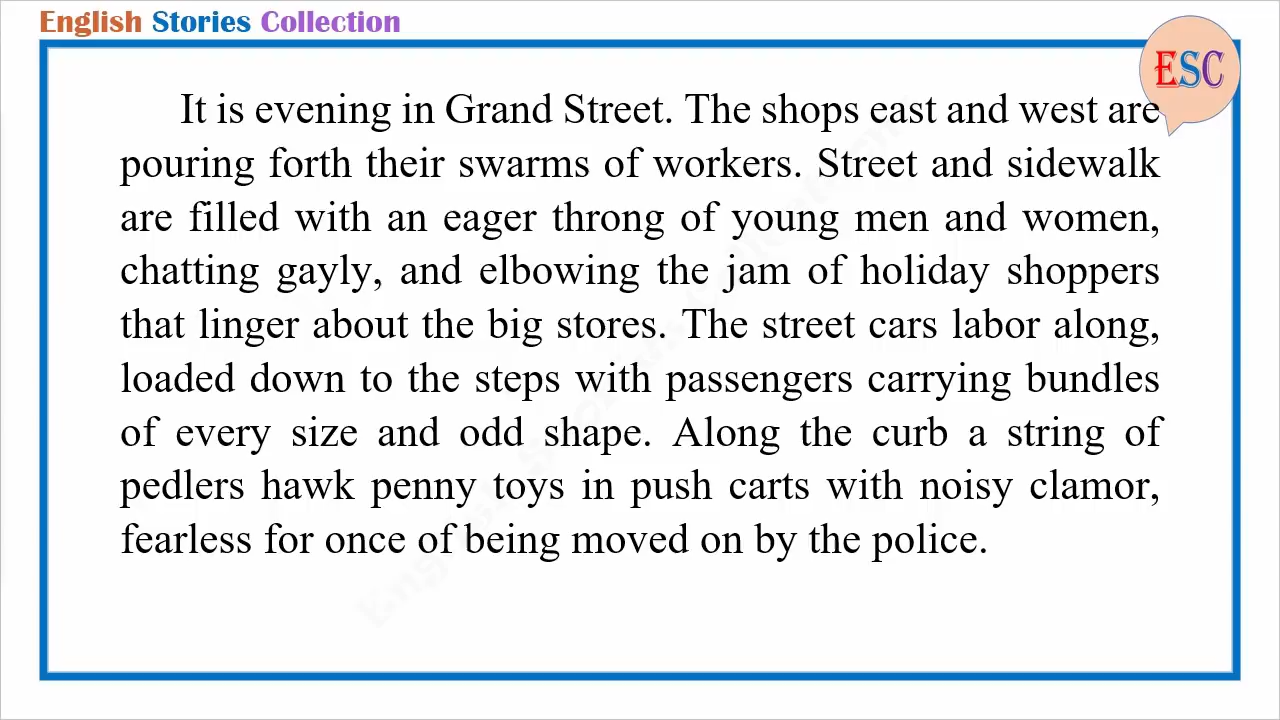 English Stories Collection
ESC
It is evening in Grand Street. The shops east and west are
pouring forth their swarms of workers. Street and sidewalk
are filled with an eager throng of young men and women,
chatting gayly, and elbowing the jam of holiday shoppers
that linger about the big stores. The street cars labor along,
loaded down to the steps with passengers carrying bundles
of every size and odd shape. Along the curb a string of
pedlers hawk penny toys in push carts with noisy clamor,
fearless for once of being moved on by the police.
English Stories Collection